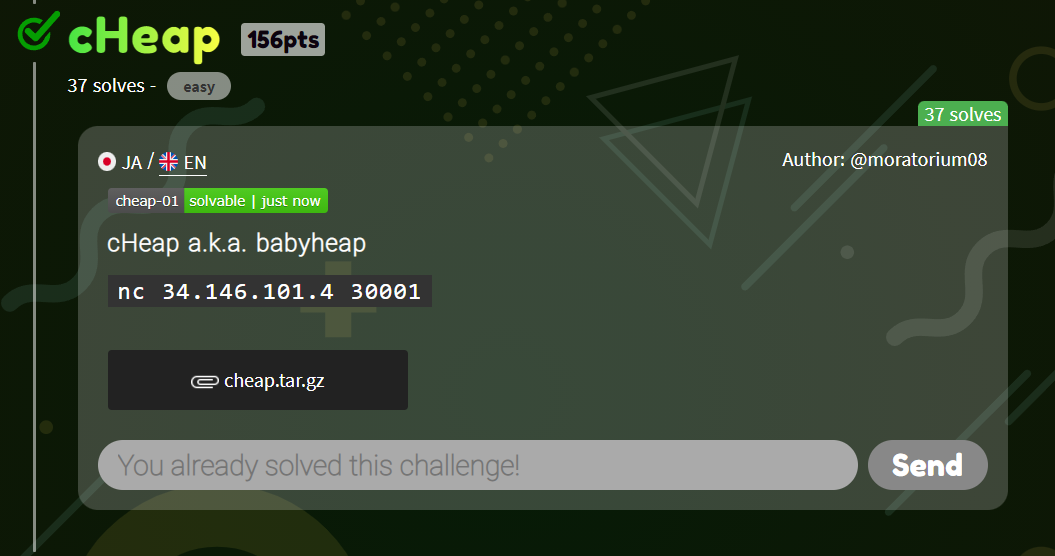 cHeap 156pts
37 solves - easy
37 solves
JA / EN
Author: @moratorium08
cheap-01 solvable | just now
cHeap a.k.a. babyheap
nc 34.146.101.4 30001
cheap.tar.gz
You already solved this challenge! Send